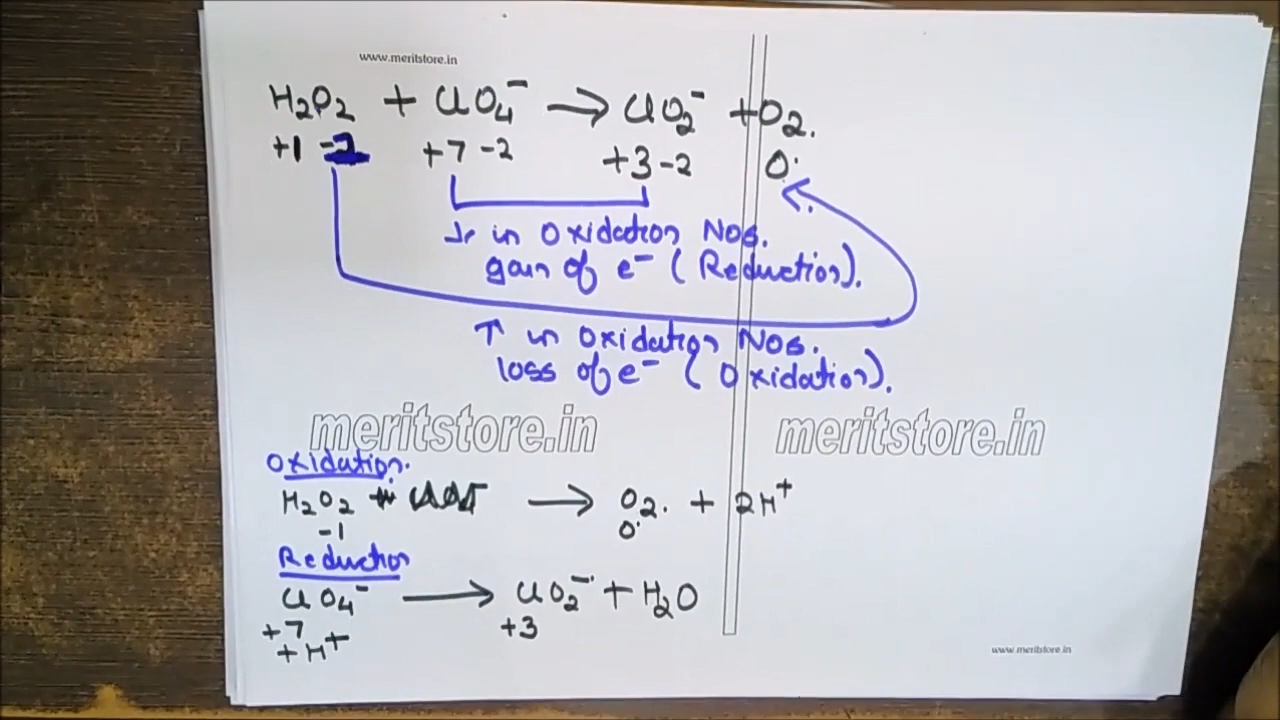 www.meritstore.in
H₂O₂ + ClO₄⁻ → ClO₂⁻ + O₂.
+1 -2 +7 -2 +3 -2 0.
↓ in Oxidation Nos.
gain of e⁻ (Reduction).
↑ in Oxidation Nos.
loss of e⁻ (Oxidation).
meritstore.in meritstore.in
Oxidation.
H₂O₂ → O₂. + 2H⁺
-1 0.
Reduction
ClO₄⁻ → ClO₂⁻ + H₂O
+7 +3
+H⁺
www.meritstore.in